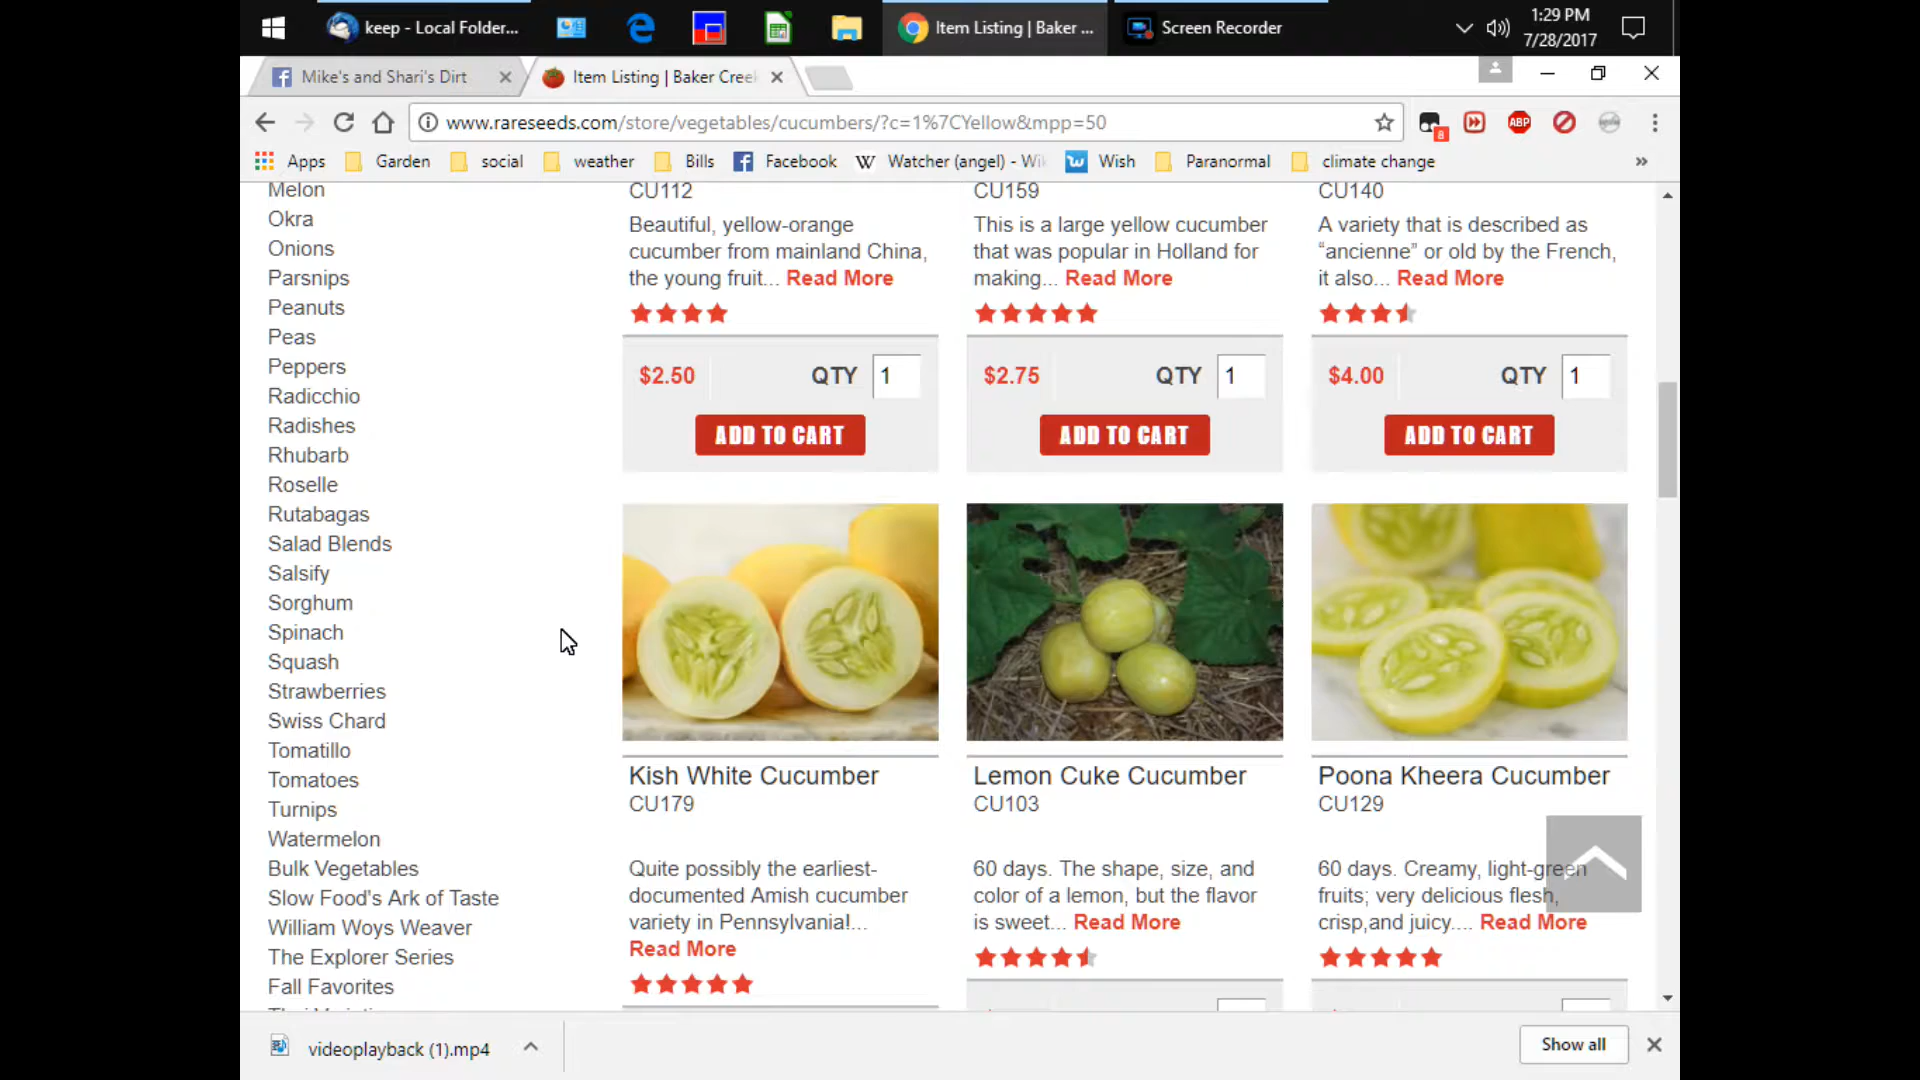 keep - Local Folder...
Item Listing | Baker ...
Screen Recorder
1:29 PM
7/28/2017
Mike's and Shari's Dirt
Item Listing | Baker Cree
www.rareseeds.com/store/vegetables/cucumbers/?c=1%7CYellow&mpp=50
8
ABP
Apps
Garden
social
weather
Bills
Facebook
W
Watcher (angel) - Wi
Wish
Paranormal
climate change
»
Melon
Okra
Onions
Parsnips
Peanuts
Peas
Peppers
Radicchio
Radishes
Rhubarb
Roselle
Rutabagas
Salad Blends
Salsify
Sorghum
Spinach
Squash
Strawberries
Swiss Chard
Tomatillo
Tomatoes
Turnips
Watermelon
Bulk Vegetables
Slow Food's Ark of Taste
William Woys Weaver
The Explorer Series
Fall Favorites
CU112
Beautiful, yellow-orange
cucumber from mainland China,
the young fruit... Read More
$2.50 QTY 1
ADD TO CART
CU159
This is a large yellow cucumber
that was popular in Holland for
making... Read More
$2.75 QTY 1
ADD TO CART
CU140
A variety that is described as
“ancienne” or old by the French,
it also... Read More
$4.00 QTY 1
ADD TO CART
Kish White Cucumber
CU179
Quite possibly the earliest-
documented Amish cucumber
variety in Pennsylvania!...
Read More
Lemon Cuke Cucumber
CU103
60 days. The shape, size, and
color of a lemon, but the flavor
is sweet... Read More
Poona Kheera Cucumber
CU129
60 days. Creamy, light-green
fruits; very delicious flesh,
crisp,and juicy.... Read More
videoplayback (1).mp4
Show all